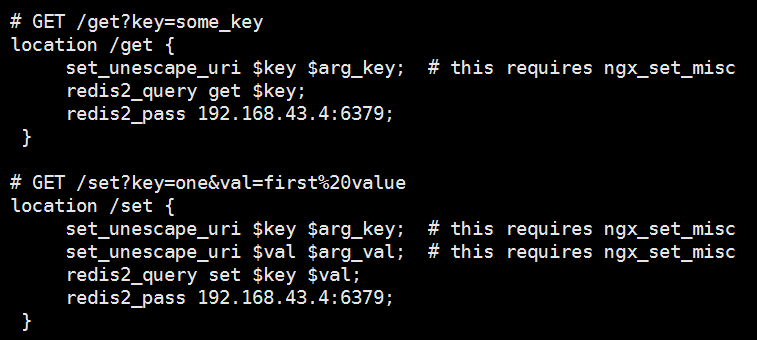 # GET /get?key=some_key
location /get {
     set_unescape_uri $key $arg_key;  # this requires ngx_set_misc
     redis2_query get $key;
     redis2_pass 192.168.43.4:6379;
 }

# GET /set?key=one&val=first%20value
location /set {
     set_unescape_uri $key $arg_key;  # this requires ngx_set_misc
     set_unescape_uri $val $arg_val;  # this requires ngx_set_misc
     redis2_query set $key $val;
     redis2_pass 192.168.43.4:6379;
 }